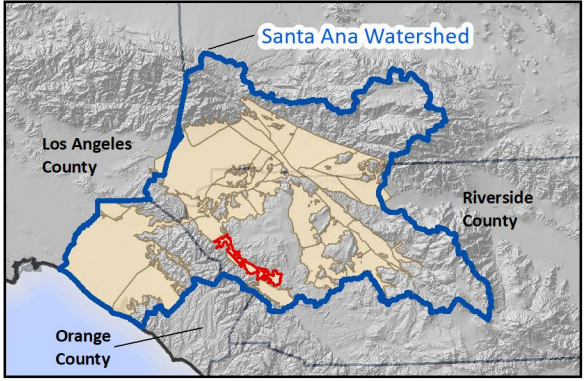 Santa Ana Watershed
Los Angeles
County
Riverside
County
Orange
County